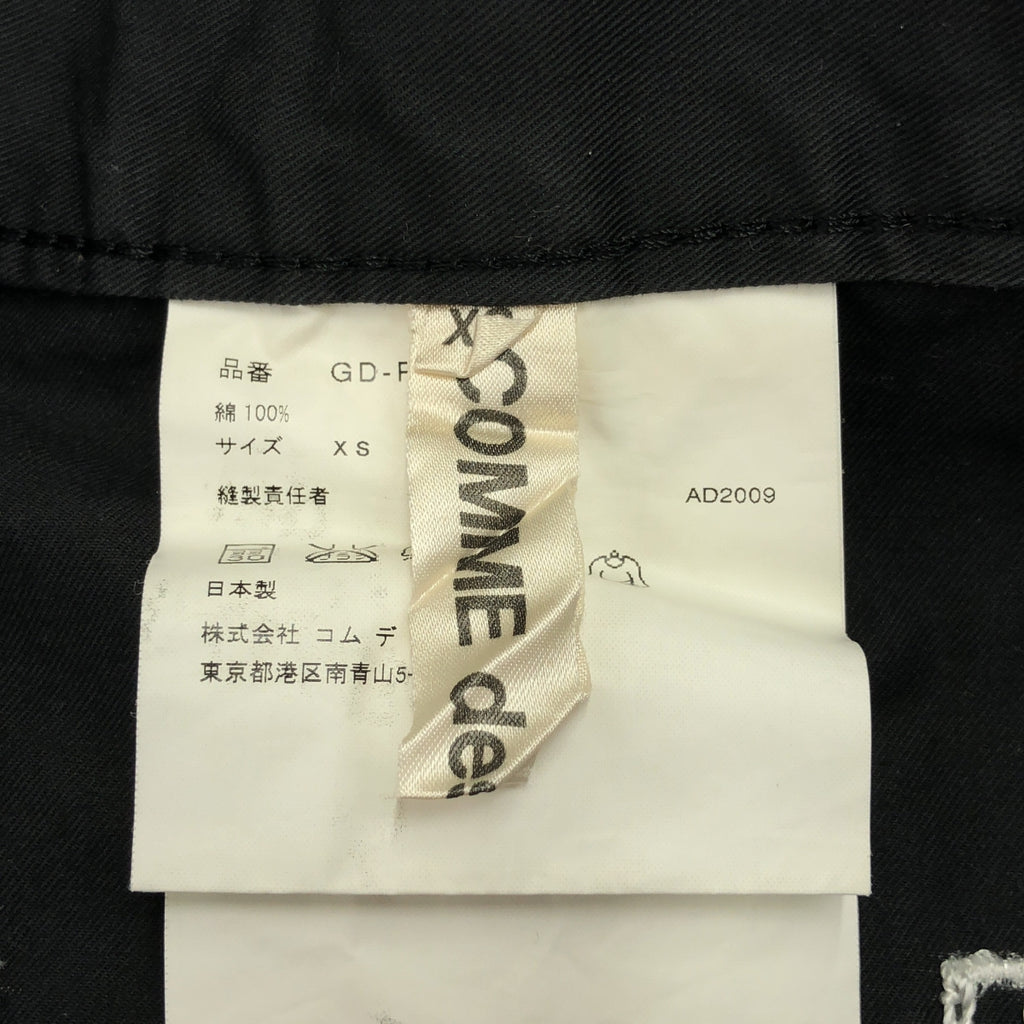 品番 GD-P
綿 100%
サイズ XS
縫製責任者 AD2009
日本製
株式会社 コム デ
東京都港区南青山5-
COMME des